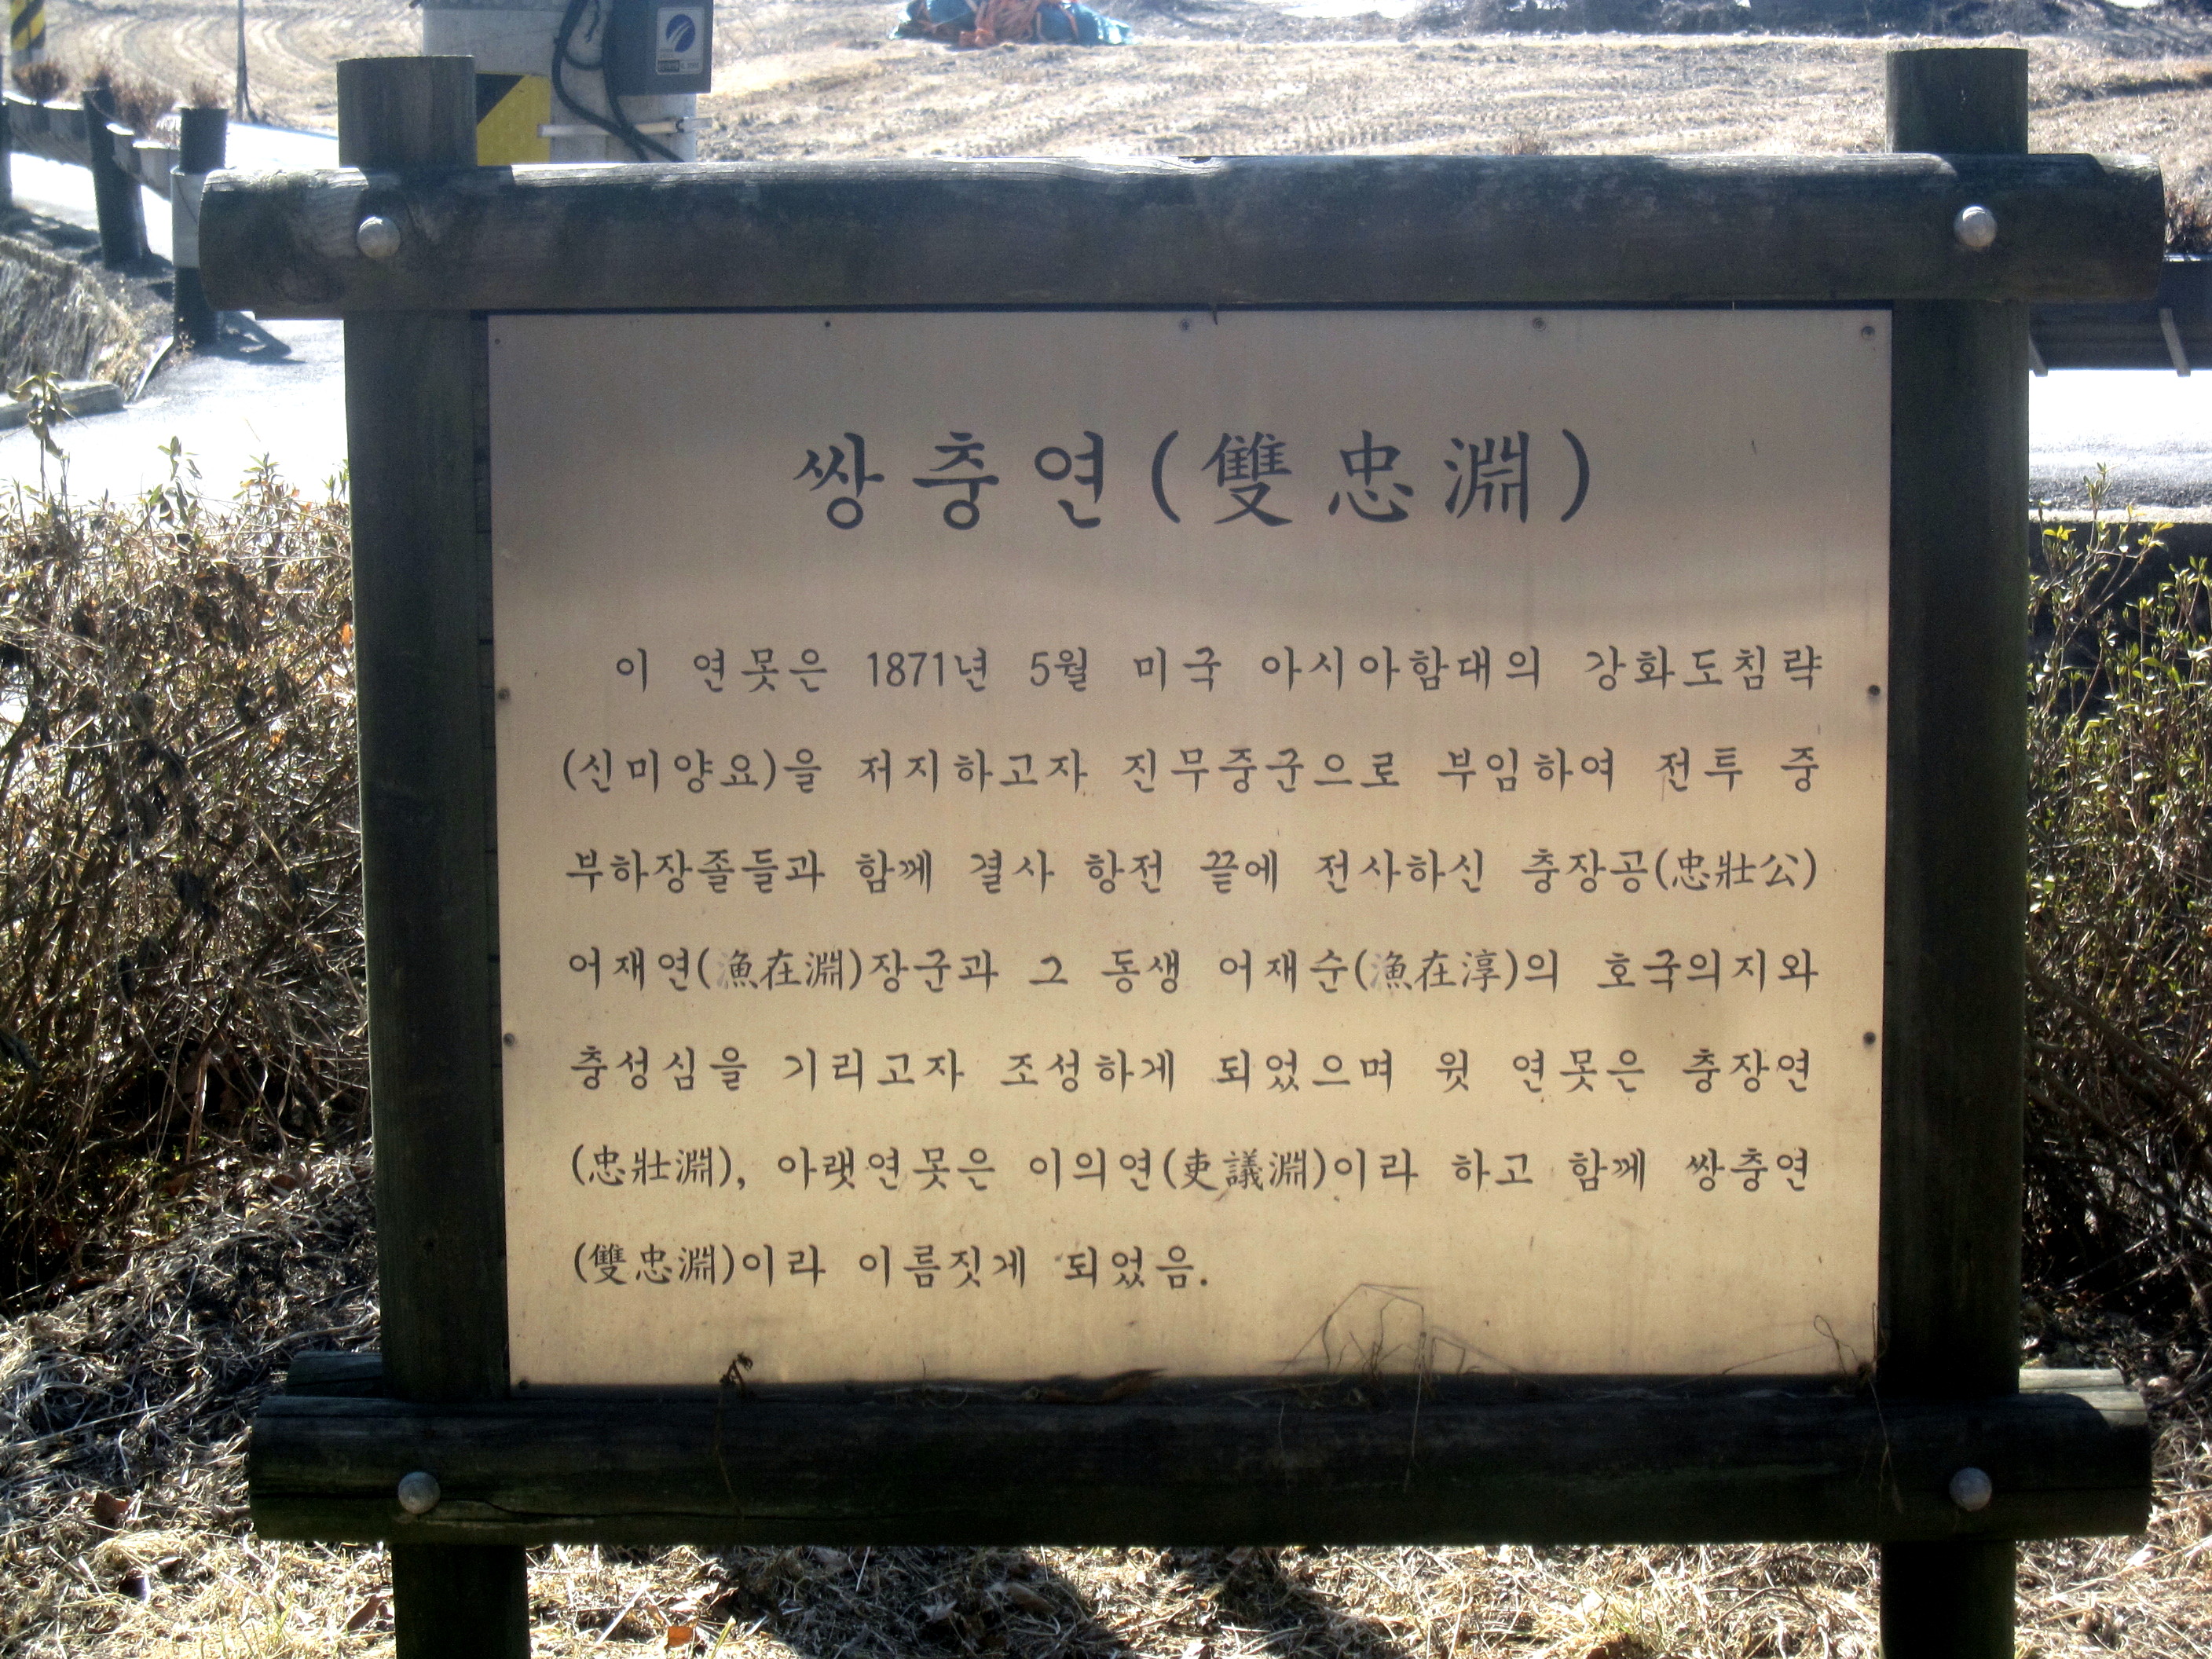 쌍충연(雙忠淵)
이 연못은 1871년 5월 미국 아시아함대의 강화도침략
(신미양요)을 저지하고자 진무중군으로 부임하여 전투 중
부하장졸들과 함께 결사 항전 끝에 전사하신 충장공(忠壯公)
어재연(漁在淵)장군과 그 동생 어재순(漁在淳)의 호국의지와
충성심을 기리고자 조성하게 되었으며 윗 연못은 충장연
(忠壯淵), 아랫연못은 이의연(吏議淵)이라 하고 함께 쌍충연
(雙忠淵)이라 이름짓게 되었음.